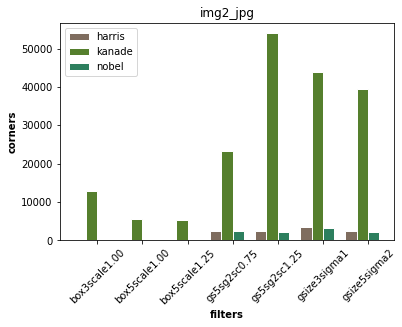 img2_jpg
harris
kanade
nobel
corners
50000
40000
30000
20000
10000
0
box3scale1.00
box5scale1.00
box5scale1.25
gs5sg2sc0.75
gs5sg2sc1.25
gsize3sigma1
gsize5sigma2
filters